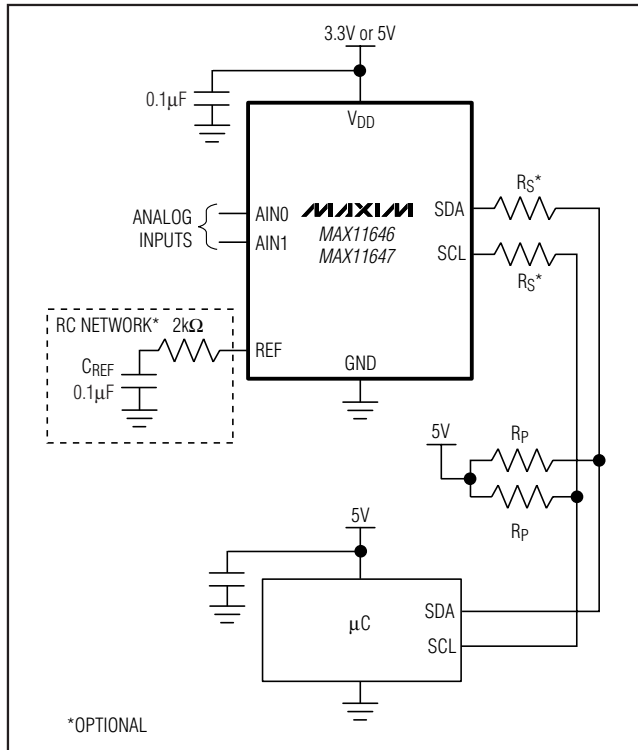 3.3V or 5V
0.1µF
VDD
RS*
ANALOG INPUTS
AIN0
AIN1
MAXIM
MAX11646
MAX11647
SDA
SCL
RS*
RC NETWORK*
2kΩ
REF
CREF
0.1µF
GND
5V
RP
RP
5V
µC
SDA
SCL
*OPTIONAL